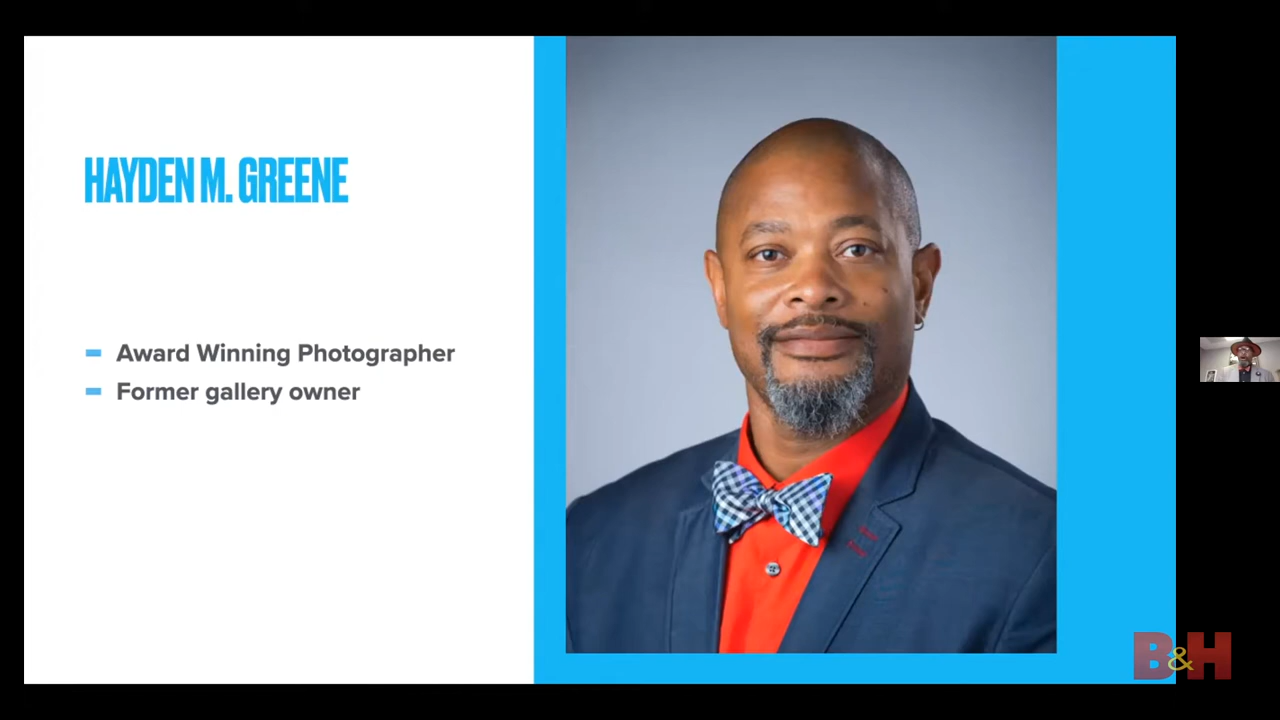 HAYDEN M. GREENE
Award Winning Photographer
Former gallery owner
B&H